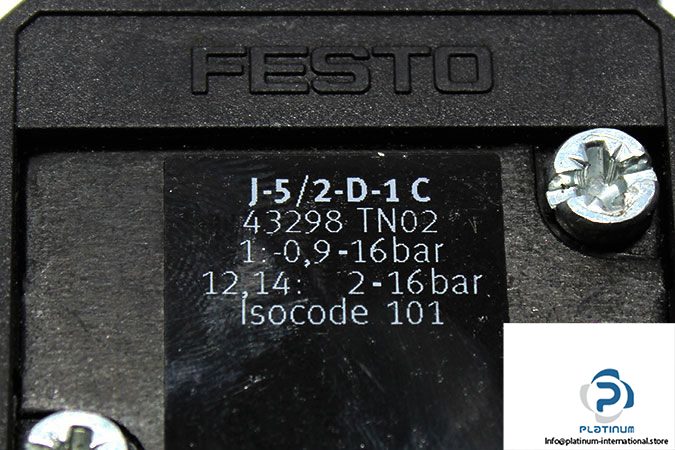 FESTO
J-5/2-D-1 C
43298 TN02
1:-0,9-16bar
12,14: 2-16bar
Isocode 101
P
PLATINUM
Info@platinum-international.store